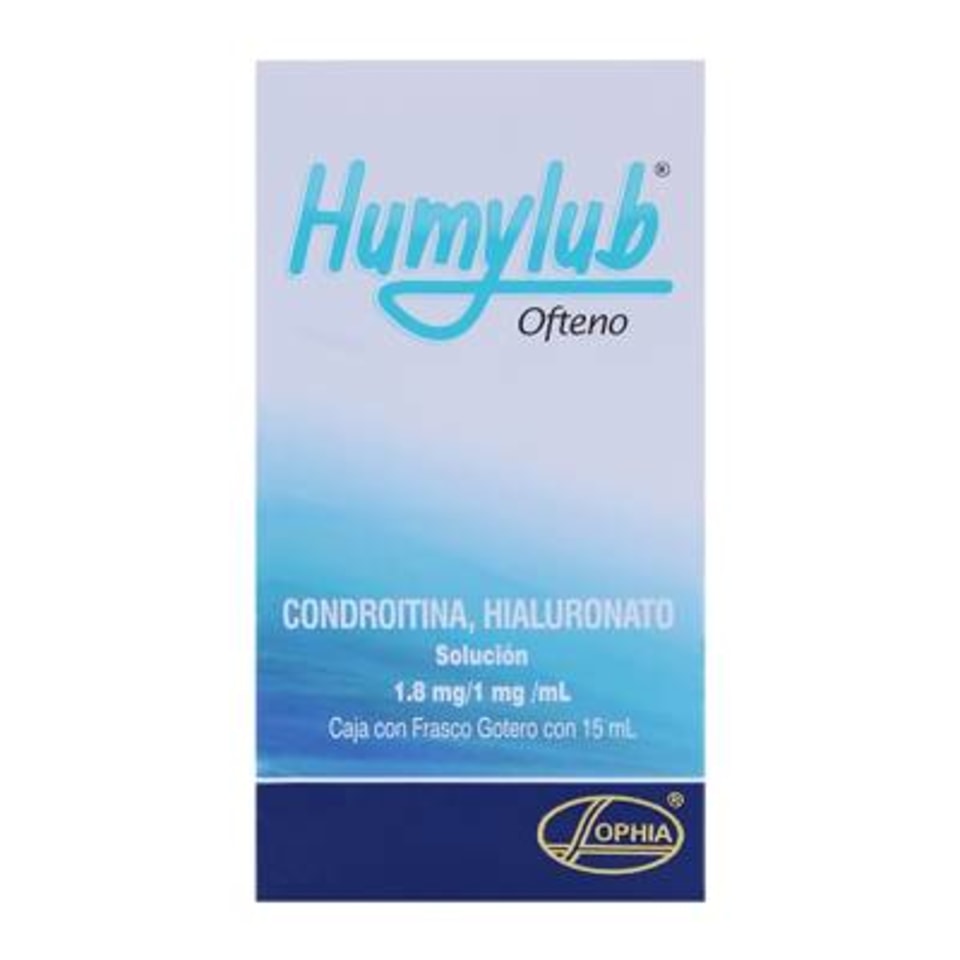 Humylub®
Ofteno
CONDROITINA, HIALURONATO
Solución
1.8 mg/1 mg /mL
Caja con Frasco Gotero con 15 mL
SOPHIA®